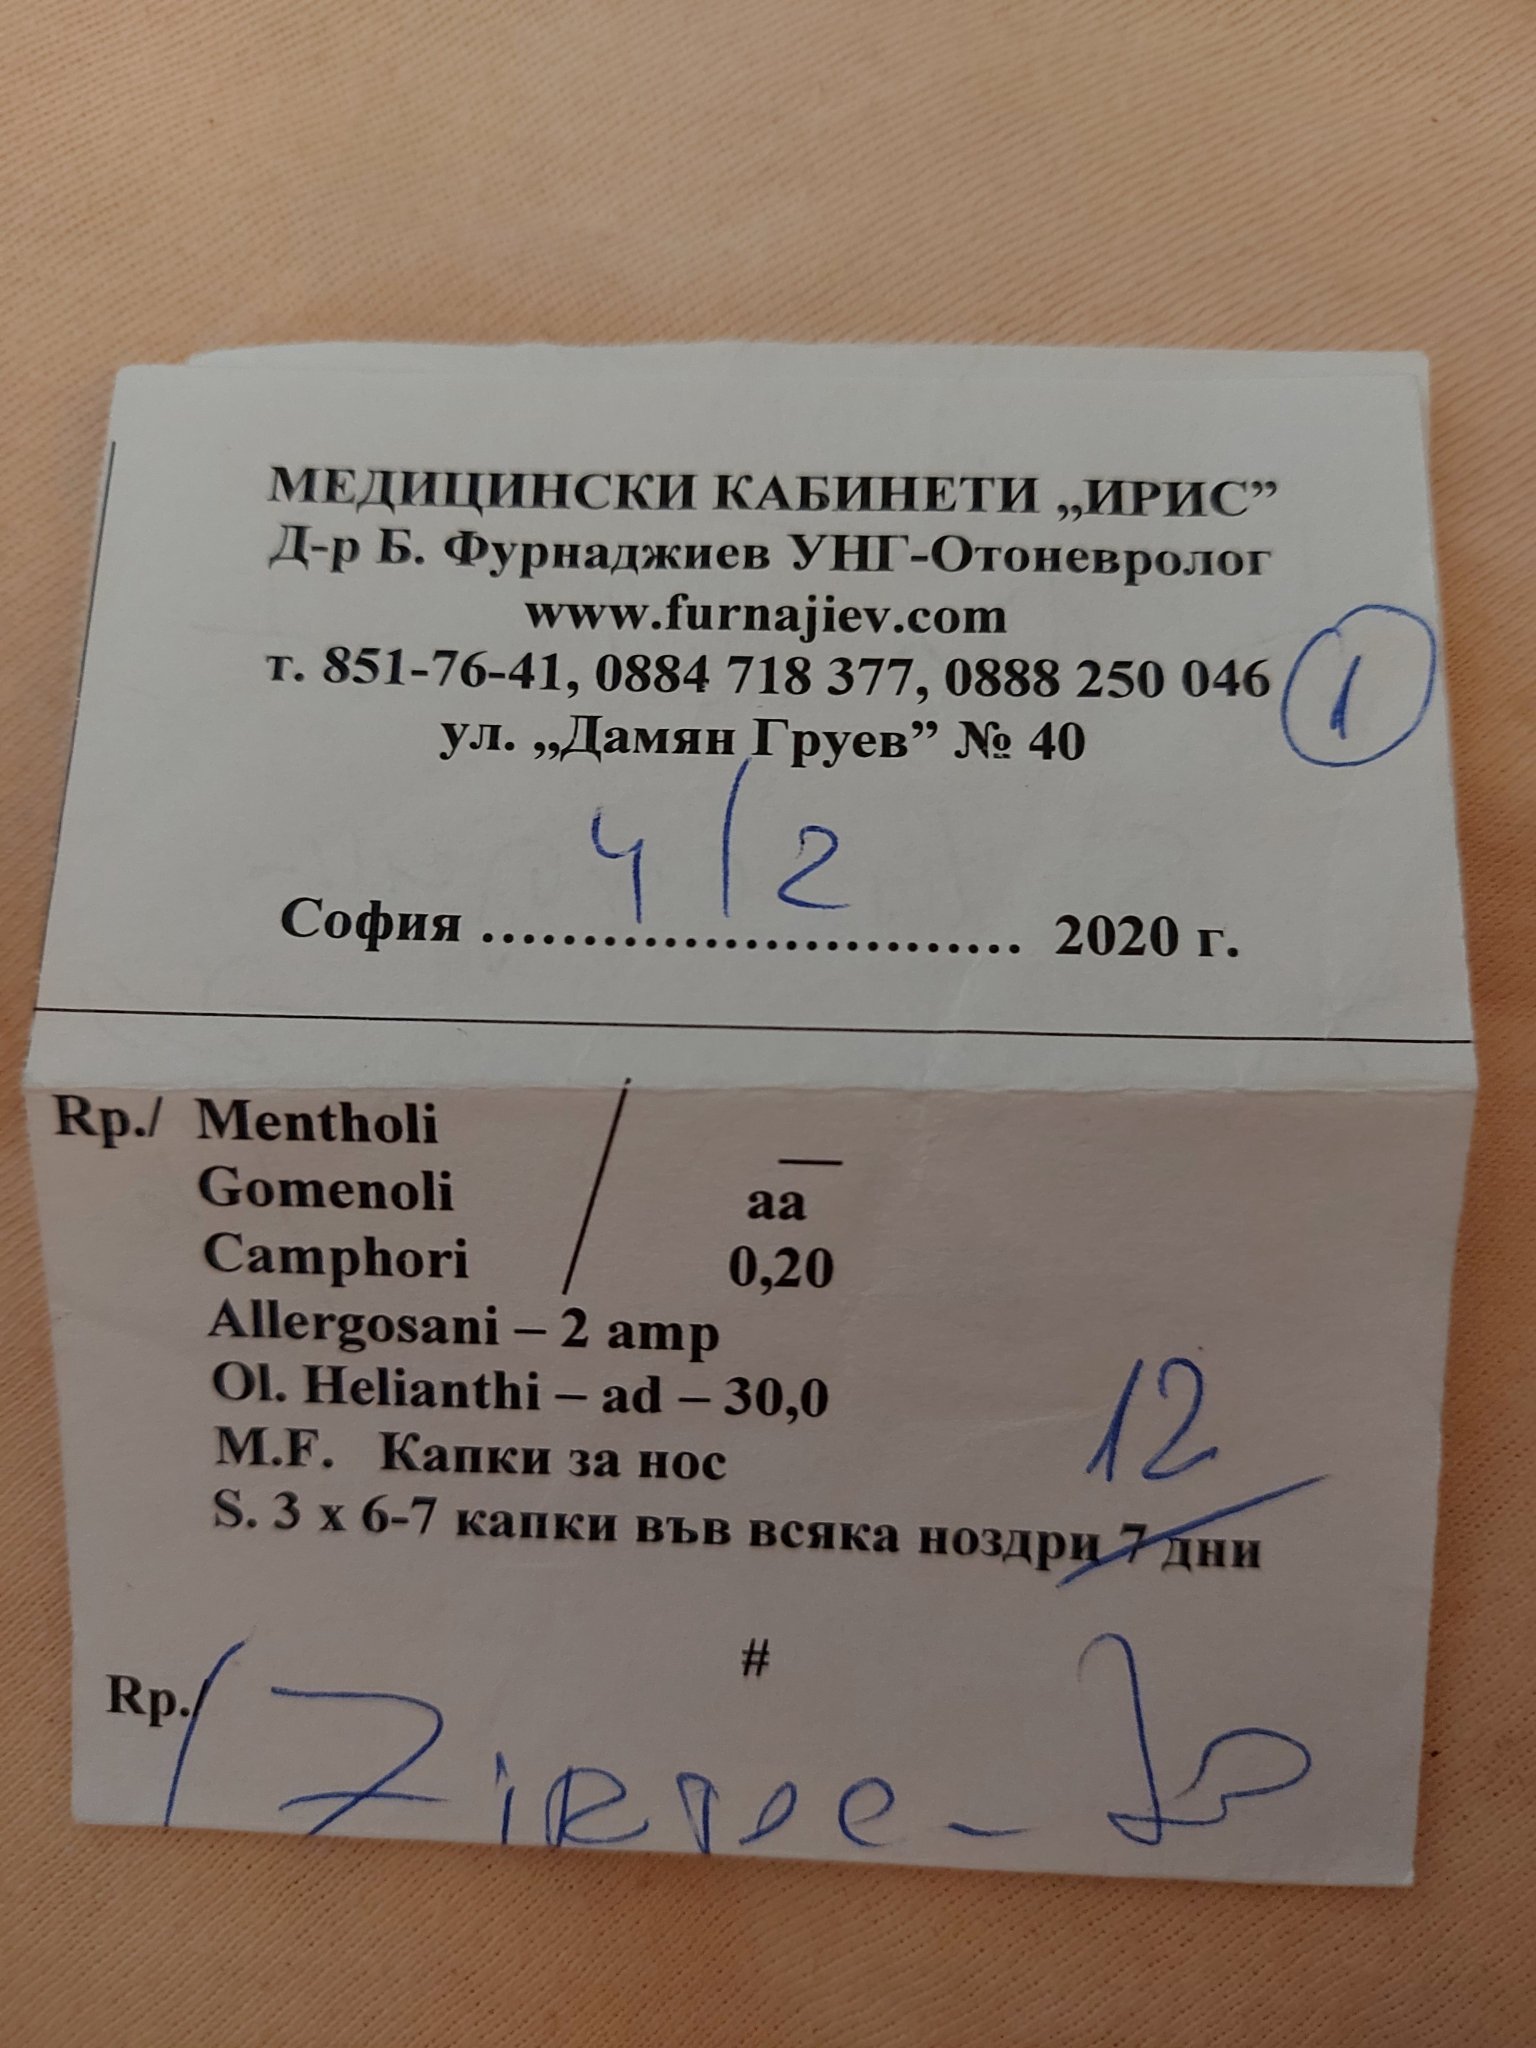 МЕДИЦИНСКИ КАБИНЕТИ „ИРИС”
Д-р Б. Фурнаджиев УНГ-Отоневролог
www.furnajiev.com
т. 851-76-41, 0884 718 377, 0888 250 046
1
ул. „Дамян Груев” № 40
4/2
София ........................... 2020 г.
Rp./ Mentholi /
Gomenoli / aa
Camphori / 0,20
Allergosani – 2 amp
Ol. Helianthi – ad – 30,0
M.F. Капки за нос
12
S. 3 x 6-7 капки във всяка ноздри 7 дни
#
Rp./